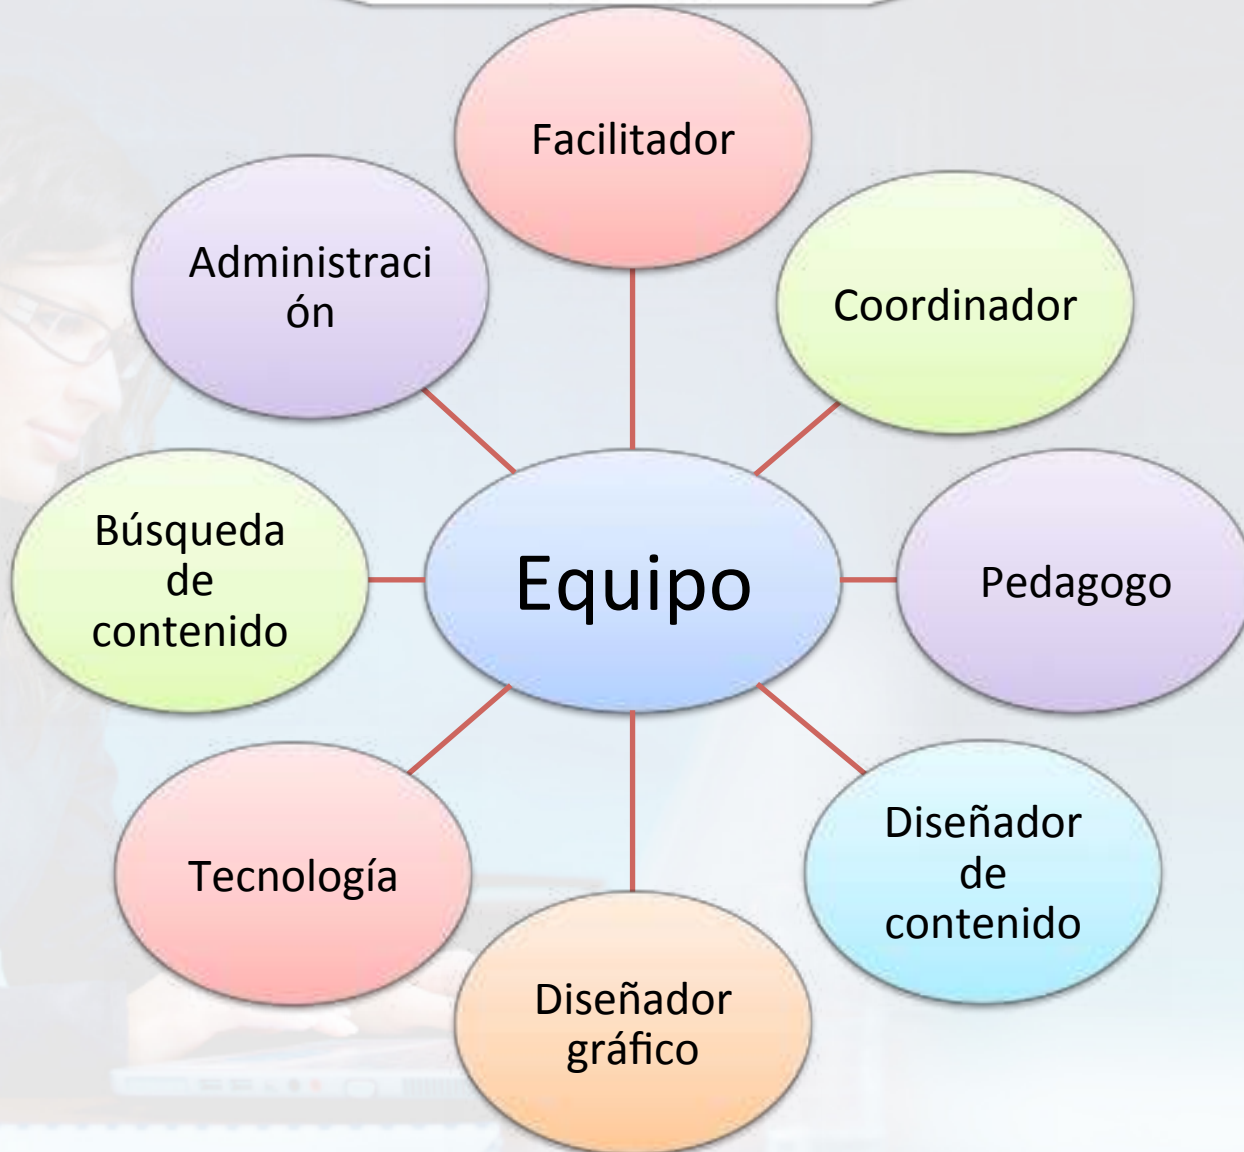 Facilitador
Administraci
ón
Coordinador
Búsqueda
de
contenido
Equipo
Pedagogo
Tecnología
Diseñador
de
contenido
Diseñador
gráfico